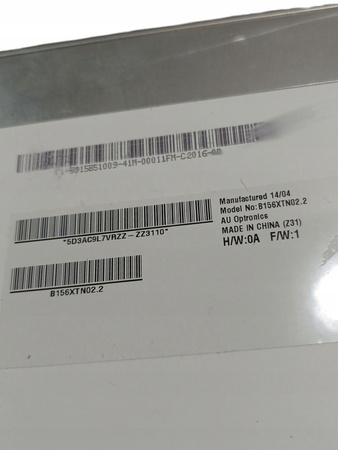 Manufactured 14/04
Model No:B156XTN02.2
AU Optronics
MADE IN CHINA (Z31)
H/W:0A F/W:1
*5D3AC9L7VRZZ-ZZ3110*
B156XTN02.2